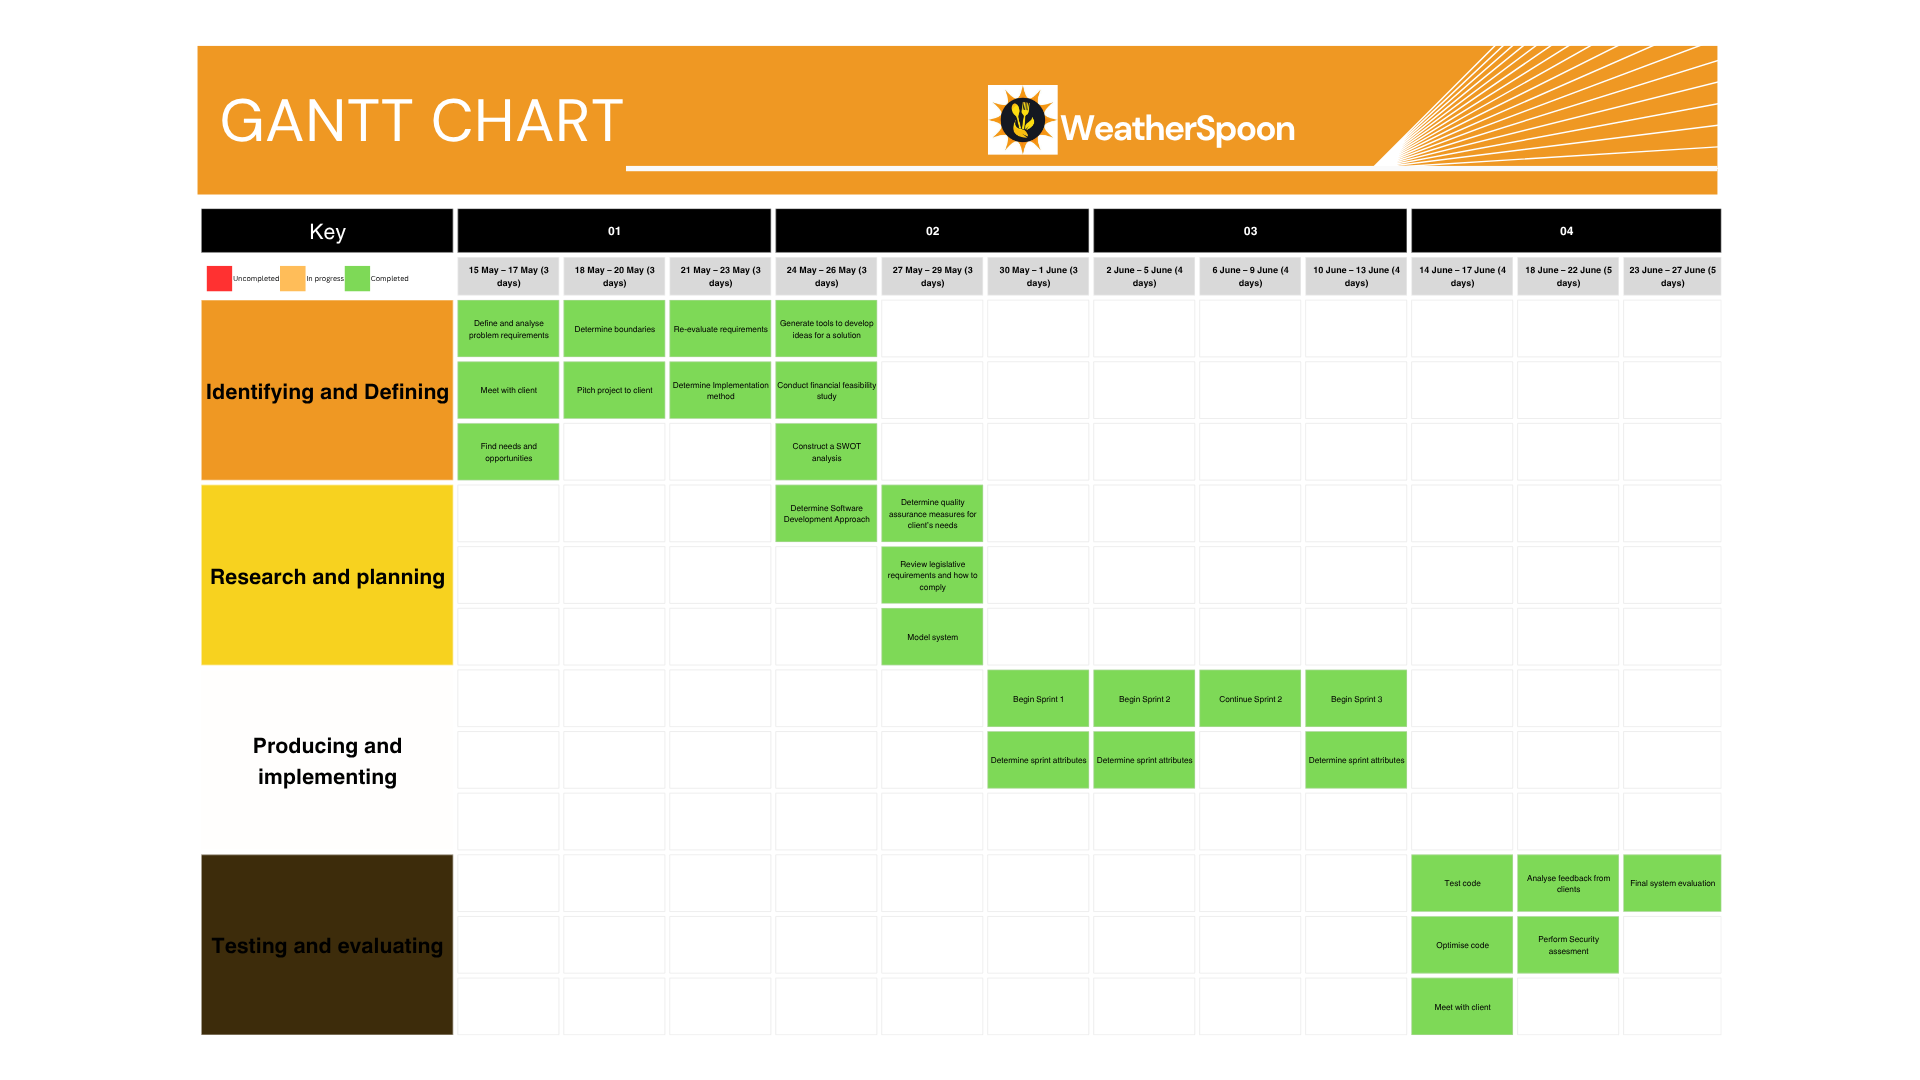 GANTT CHART
WeatherSpoon
Key
01
02
03
04
Uncompleted
In progress
Completed
15 May – 17 May (3
days)
18 May – 20 May (3
days)
21 May – 23 May (3
days)
24 May – 26 May (3
days)
27 May – 29 May (3
days)
30 May – 1 June (3
days)
2 June – 5 June (4
days)
6 June – 9 June (4
days)
10 June – 13 June (4
days)
14 June – 17 June (4
days)
18 June – 22 June (5
days)
23 June – 27 June (5
days)
Identifying and Defining
Define and analyse
problem requirements
Determine boundaries
Re-evaluate requirements
Generate tools to develop
ideas for a solution
Meet with client
Pitch project to client
Determine Implementation
method
Conduct financial feasibility
study
Find needs and
opportunities
Construct a SWOT
analysis
Research and planning
Determine Software
Development Approach
Determine quality
assurance measures for
client's needs
Review legislative
requirements and how to
comply
Model system
Producing and
implementing
Begin Sprint 1
Begin Sprint 2
Continue Sprint 2
Begin Sprint 3
Determine sprint attributes
Determine sprint attributes
Determine sprint attributes
Testing and evaluating
Test code
Analyse feedback from
clients
Final system evaluation
Optimise code
Perform Security
assesment
Meet with client